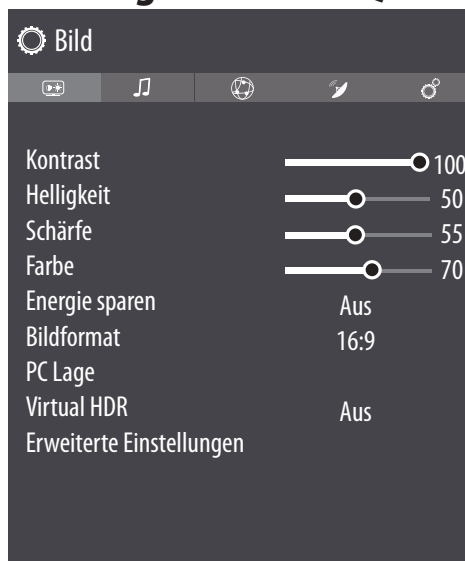 Bild
Kontrast 100
Helligkeit 50
Schärfe 55
Farbe 70
Energie sparen Aus
Bildformat 16:9
PC Lage
Virtual HDR Aus
Erweiterte Einstellungen